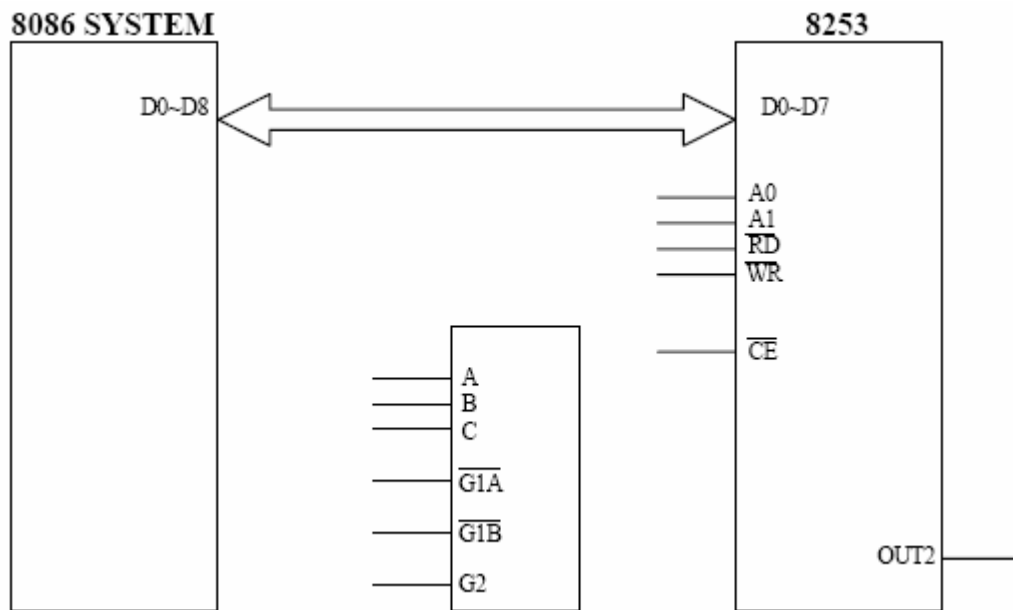 8086 SYSTEM
8253
D0~D8
D0~D7
A0
A1
RD
WR
CE
A
B
C
G1A
G1B
G2
OUT2